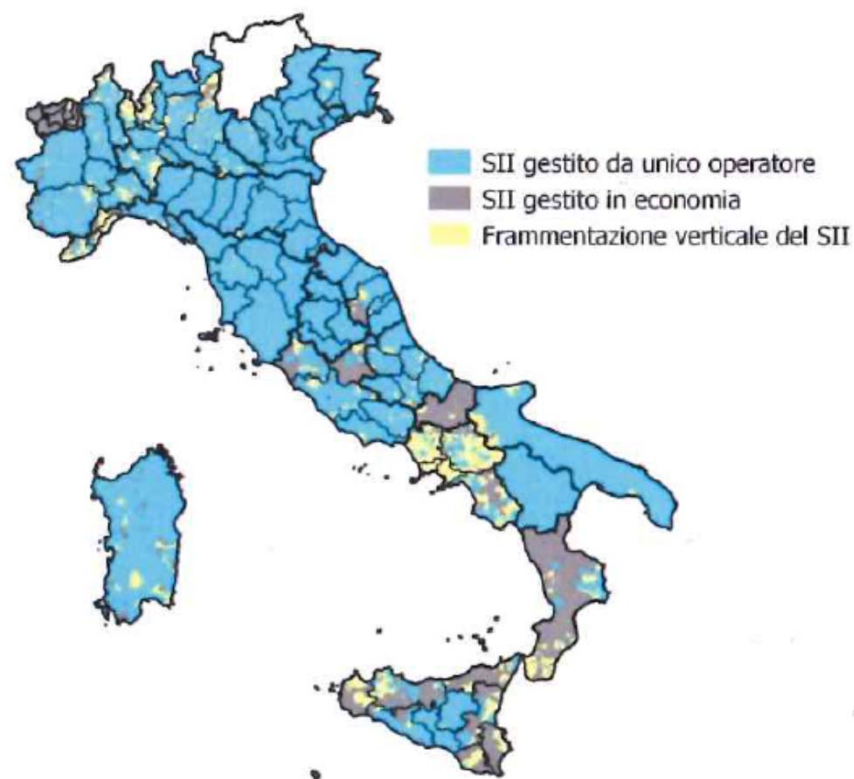 SII gestito da unico operatore
SII gestito in economia
Frammentazione verticale del SII